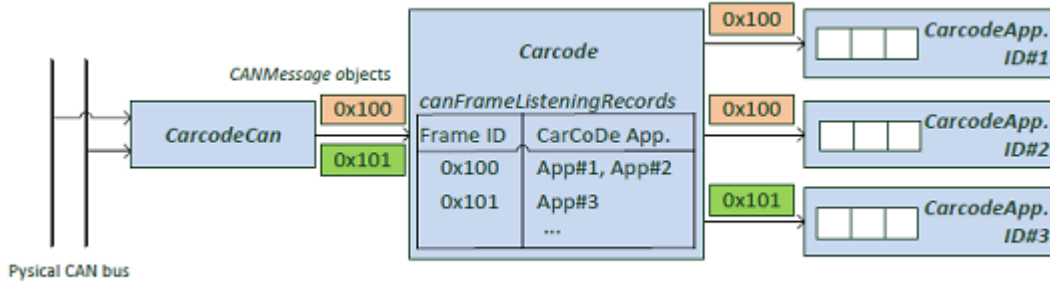 Pysical CAN bus
CarcodeCan
CANMessage objects
0x100
0x101
Carcode
canFrameListeningRecords
Frame ID CarCoDe App.
0x100 App#1, App#2
0x101 App#3
...
0x100
CarcodeApp.
ID#1
0x100
CarcodeApp.
ID#2
0x101
CarcodeApp.
ID#3